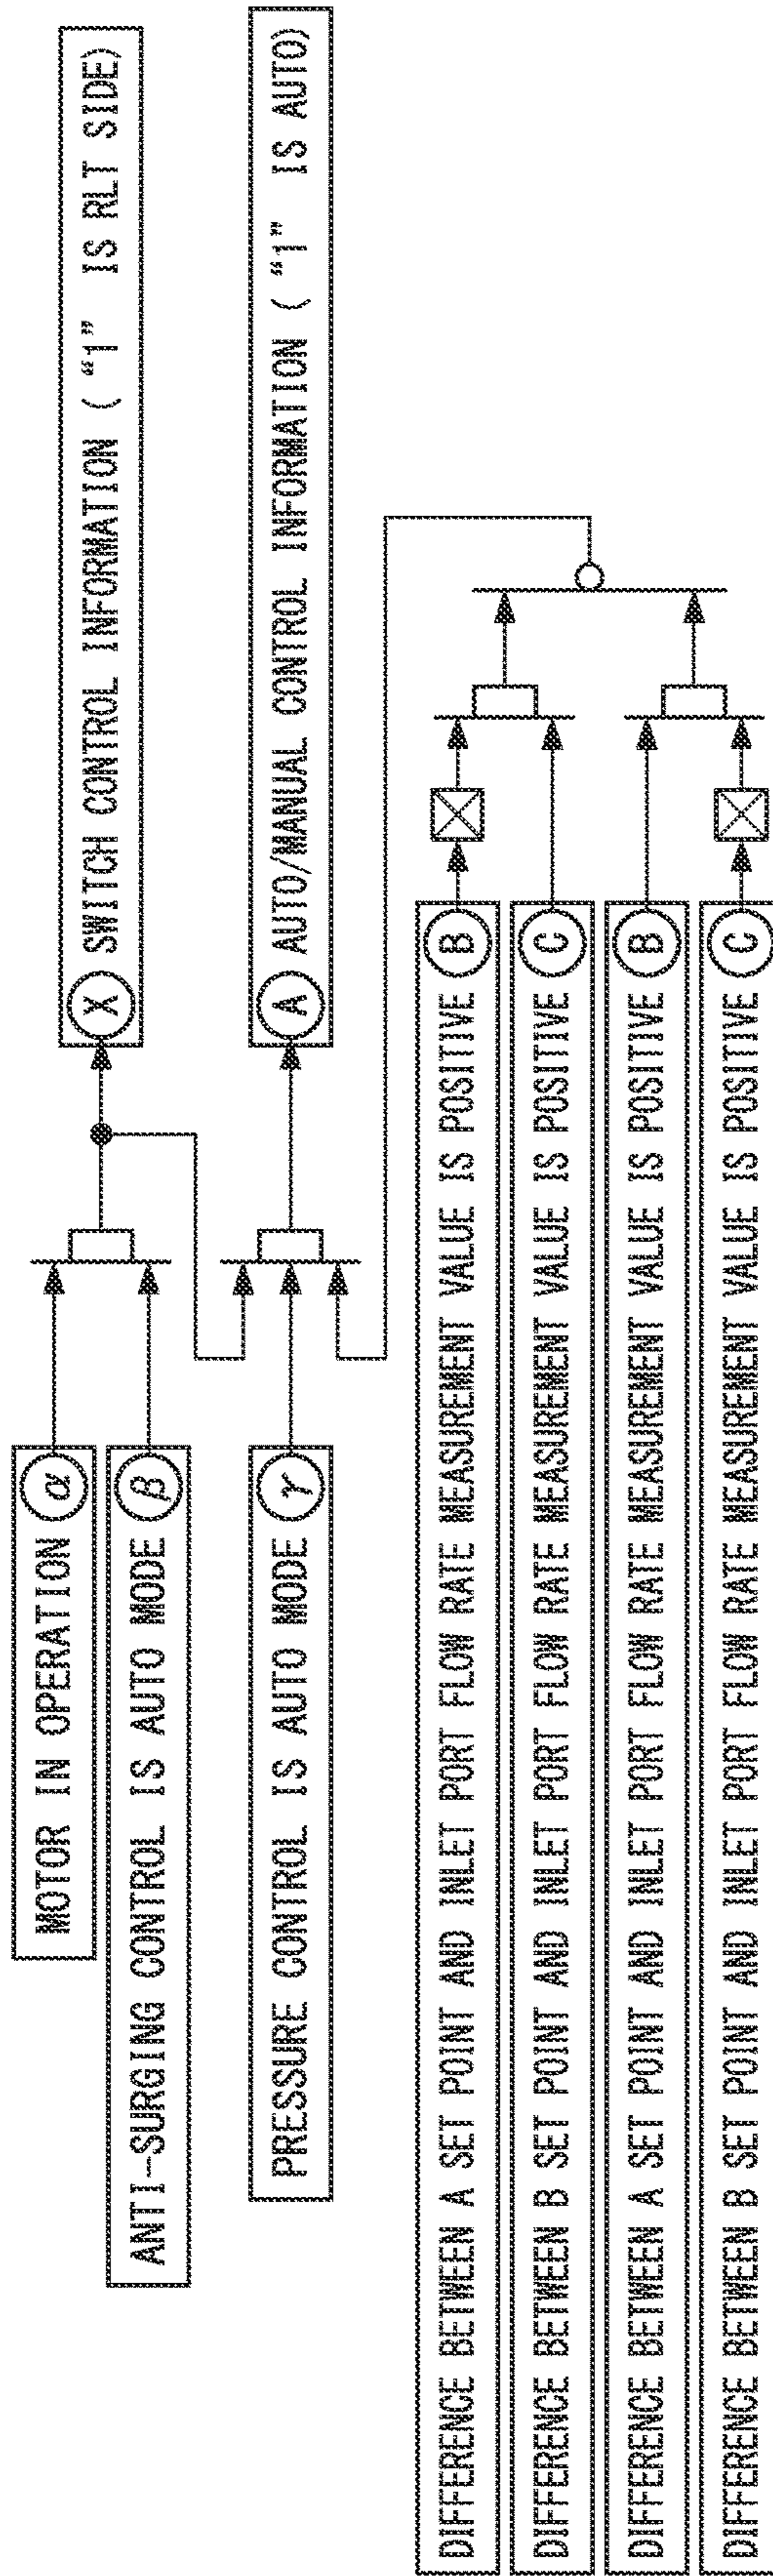 MOTOR IN OPERATION α
ANTI-SURGING CONTROL IS AUTO MODE β
X SWITCH CONTROL INFORMATION ( “1” IS RLT SIDE)
PRESSURE CONTROL IS AUTO MODE γ
A AUTO/MANUAL CONTROL INFORMATION ( “1” IS AUTO)
DIFFERENCE BETWEEN A SET POINT AND INLET PORT FLOW RATE MEASUREMENT VALUE IS POSITIVE B
DIFFERENCE BETWEEN B SET POINT AND INLET PORT FLOW RATE MEASUREMENT VALUE IS POSITIVE C
DIFFERENCE BETWEEN A SET POINT AND INLET PORT FLOW RATE MEASUREMENT VALUE IS POSITIVE B
DIFFERENCE BETWEEN B SET POINT AND INLET PORT FLOW RATE MEASUREMENT VALUE IS POSITIVE C